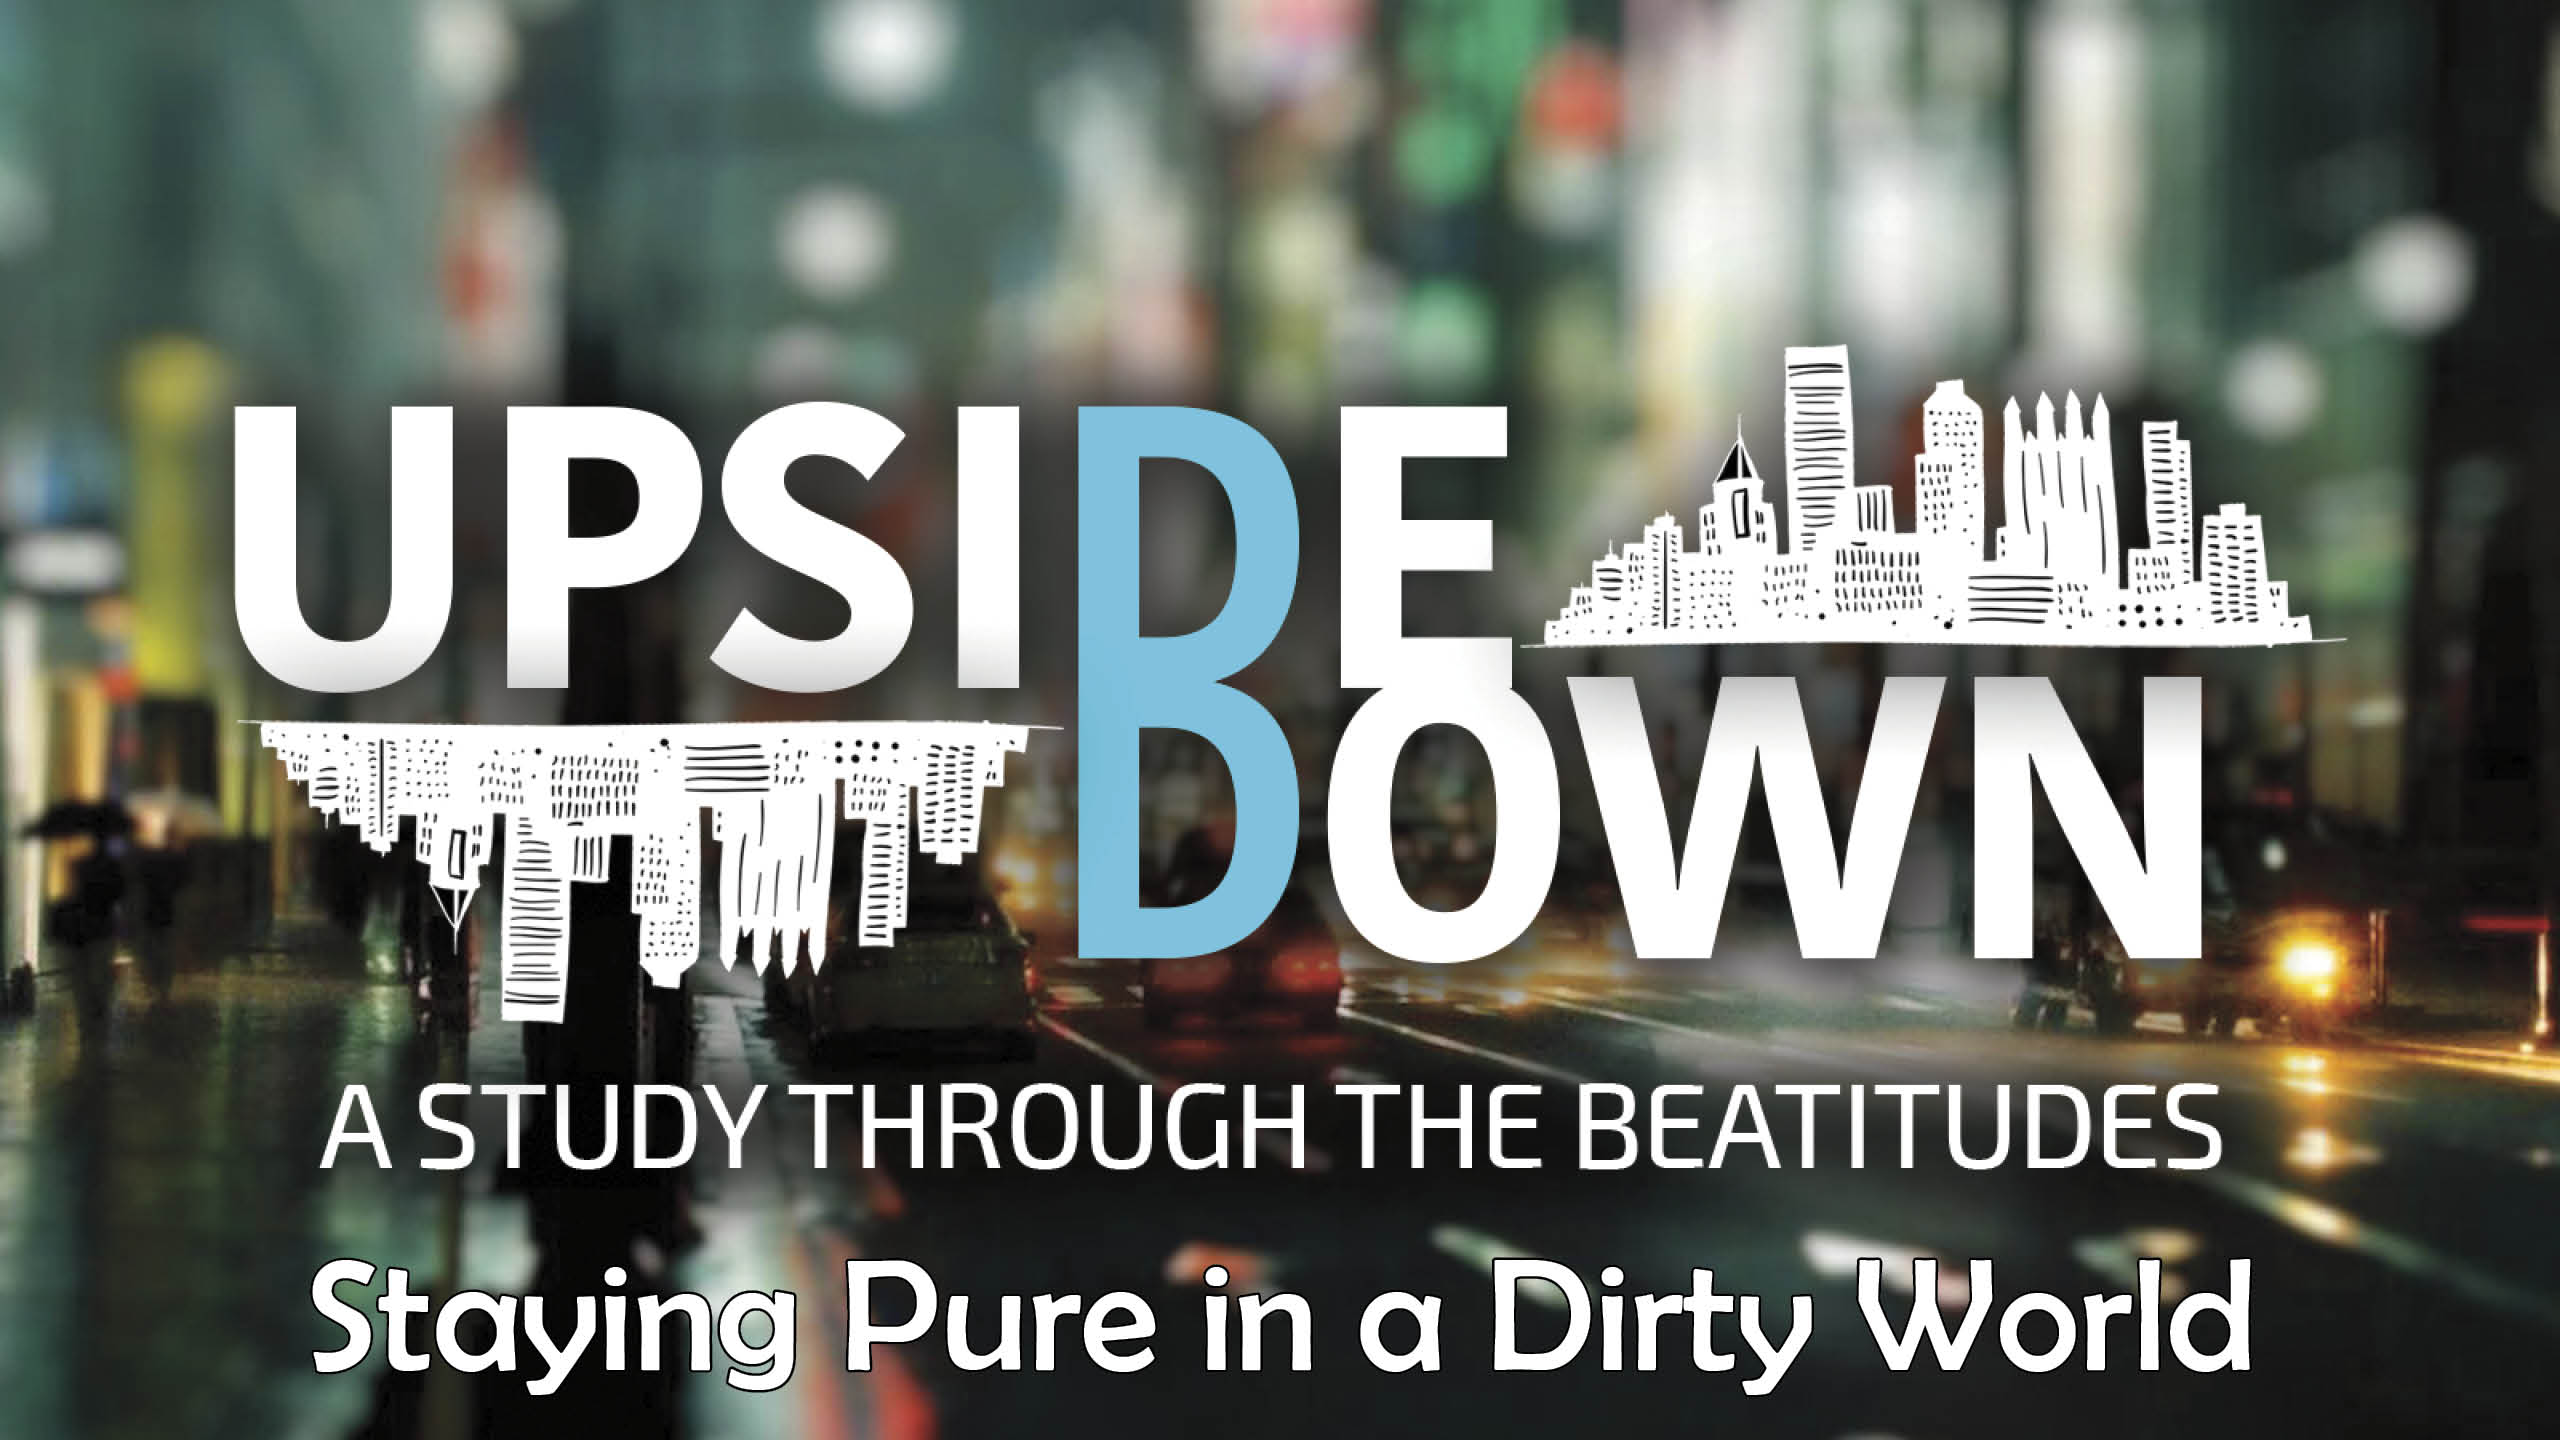 UPSIDE
DOWN
A STUDY THROUGH THE BEATITUDES
Staying Pure in a Dirty World